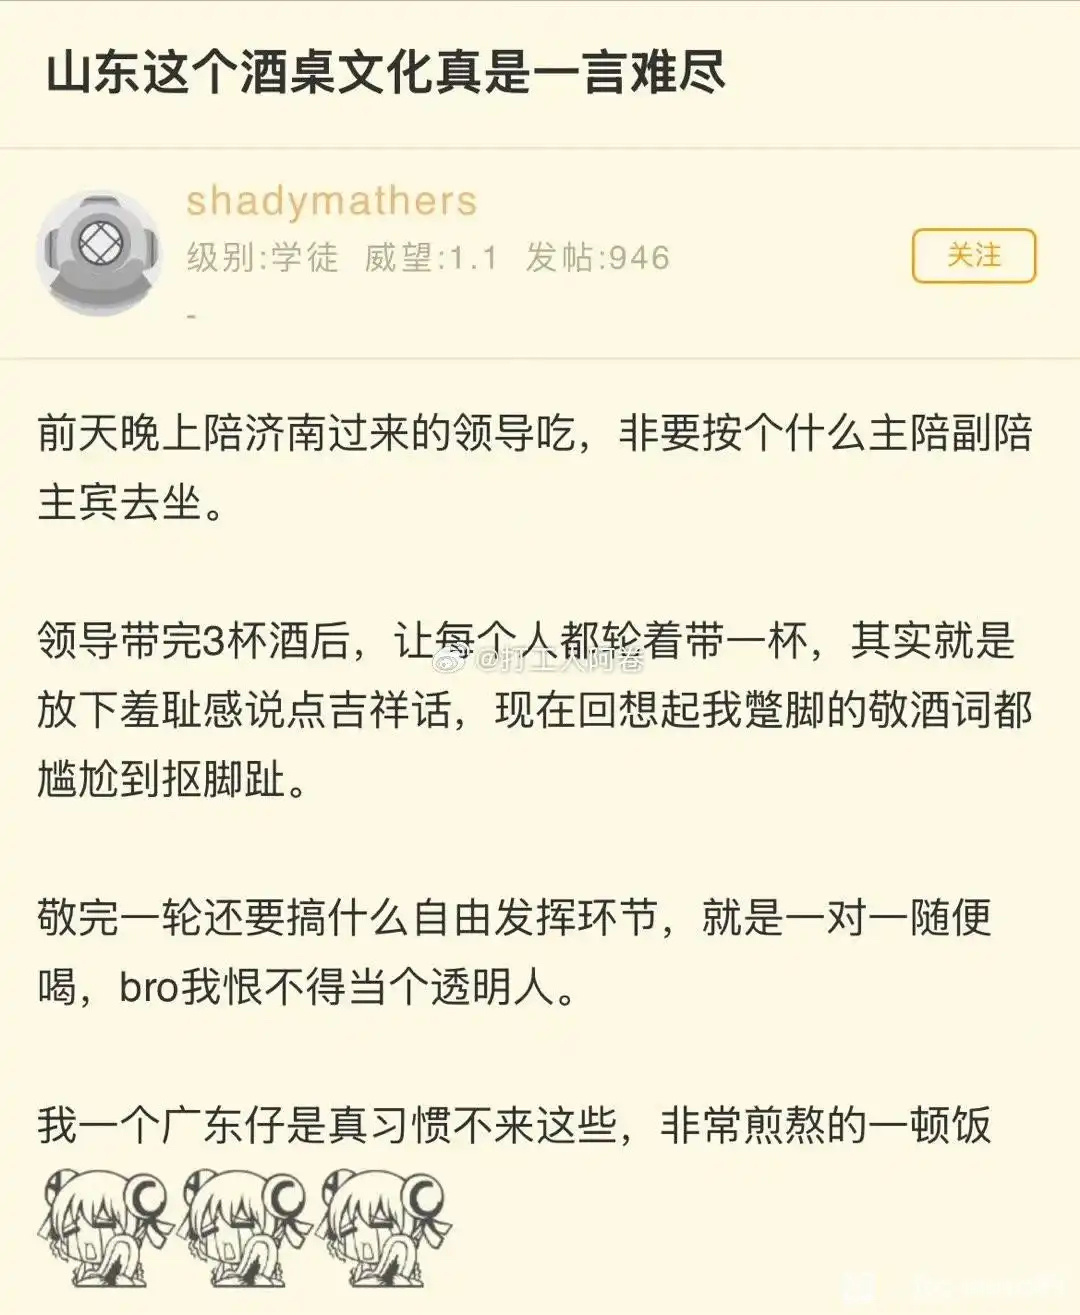 山东这个酒桌文化真是一言难尽
shadymathers
级别:学徒 威望:1.1 发帖:946
关注
-
前天晚上陪济南过来的领导吃，非要按个什么主陪副陪
主宾去坐。
领导带完3杯酒后，让每个人都轮着带一杯，其实就是
@打工人阿卷
放下羞耻感说点吉祥话，现在回想起我蹩脚的敬酒词都
尴尬到抠脚趾。
敬完一轮还要搞什么自由发挥环节，就是一对一随便
喝，bro我恨不得当个透明人。
我一个广东仔是真习惯不来这些，非常煎熬的一顿饭